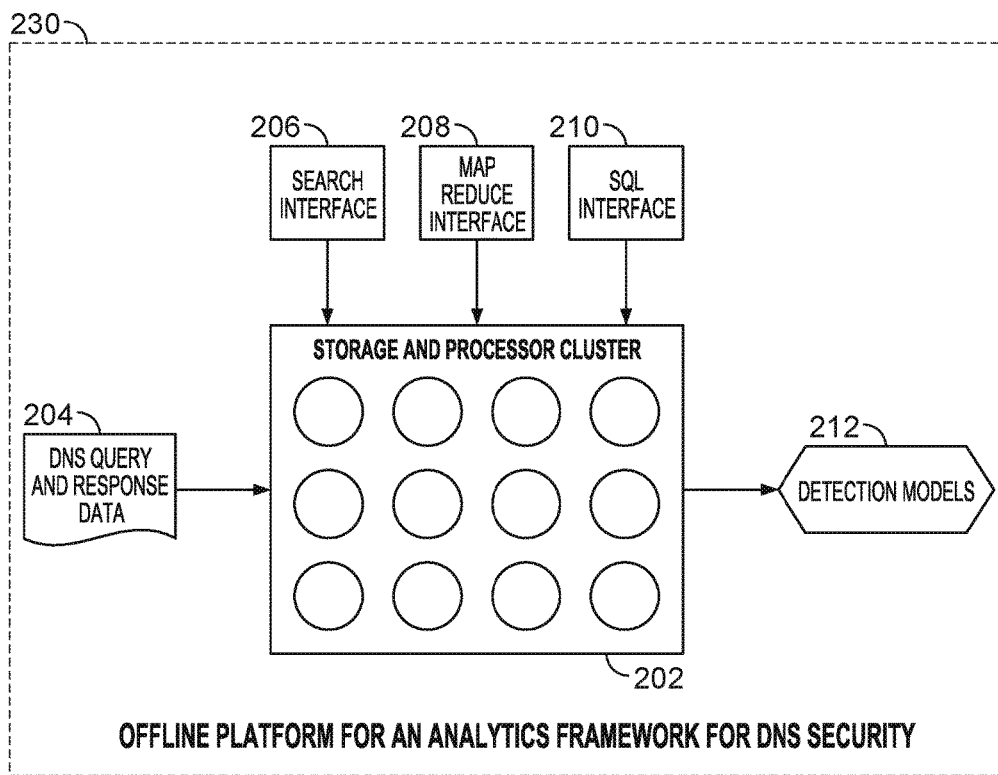 230
206
208
210
SEARCH
INTERFACE
MAP
REDUCE
INTERFACE
SQL
INTERFACE
STORAGE AND PROCESSOR CLUSTER
204
DNS QUERY
AND RESPONSE
DATA
212
DETECTION MODELS
202
OFFLINE PLATFORM FOR AN ANALYTICS FRAMEWORK FOR DNS SECURITY